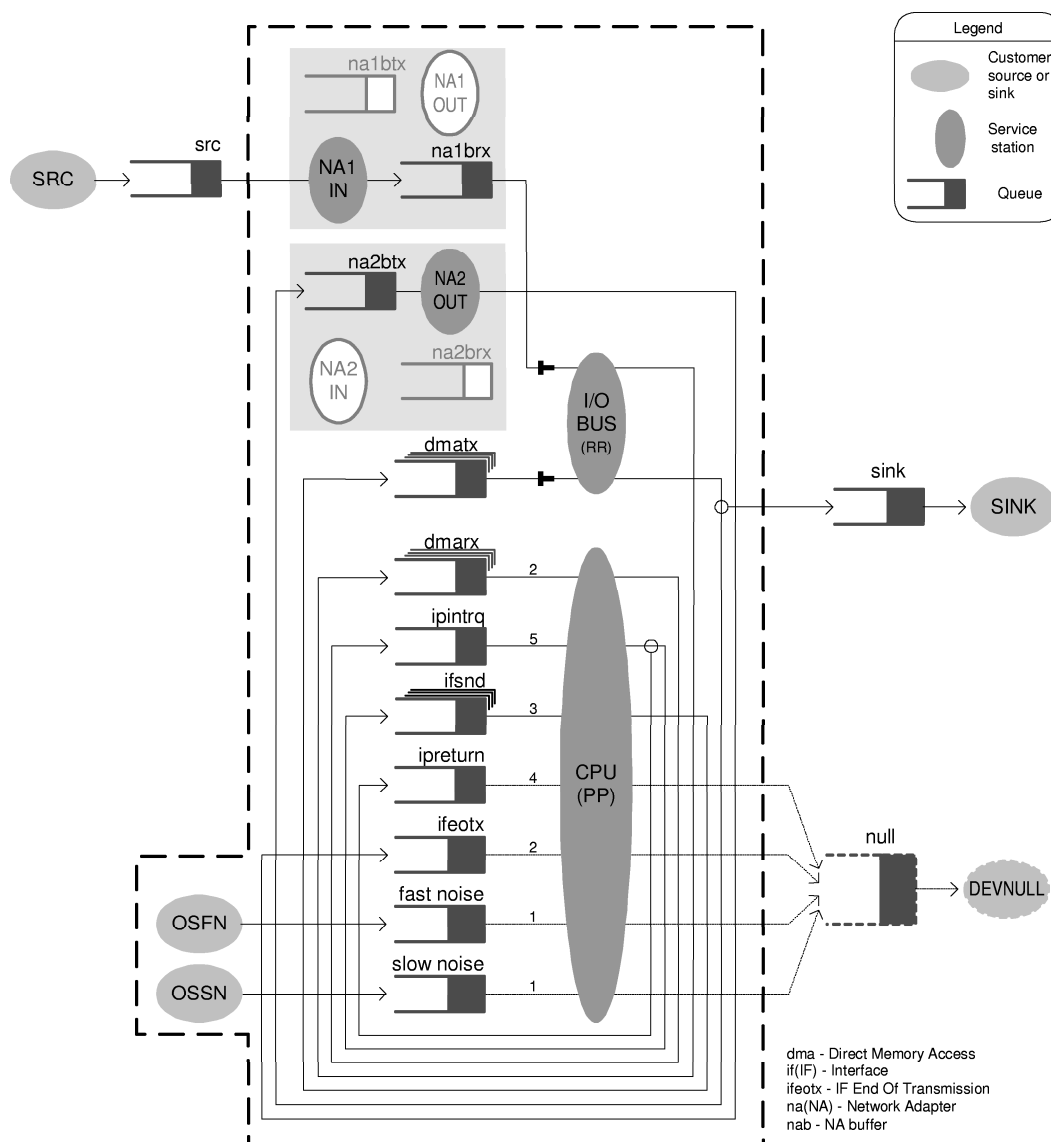 Legend
Customer
source or
sink
Service
station
Queue
na1btx
NA1
OUT
src
SRC
NA1
IN
na1brx
na2btx
NA2
OUT
na2brx
NA2
IN
I/O
BUS
(RR)
dmatx
sink
SINK
dmarx
2
ipintrq
5
ifsnd
3
ipreturn
4
CPU
(PP)
ifeotx
2
null
DEVNULL
fast noise
OSFN
1
slow noise
OSSN
1
dma - Direct Memory Access
if(IF) - Interface
ifeotx - IF End Of Transmission
na(NA) - Network Adapter
nab - NA buffer